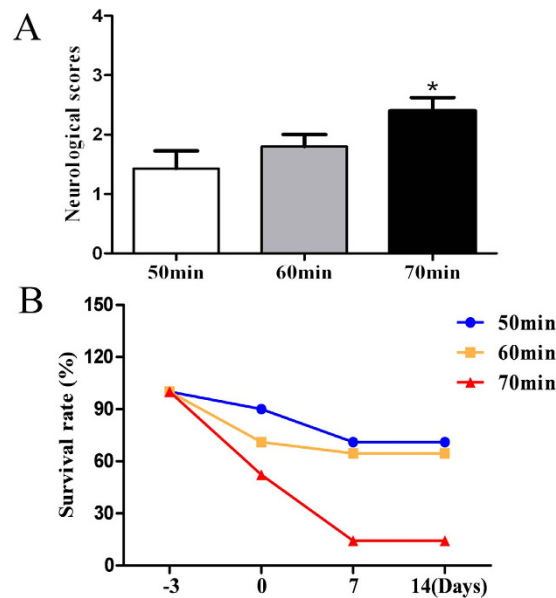 A
Neurological scores
4
3
2
1
0
*
50min
60min
70min
B
Survival rate (%)
150
120
90
60
30
0
-3
0
7
14(Days)
50min
60min
70min